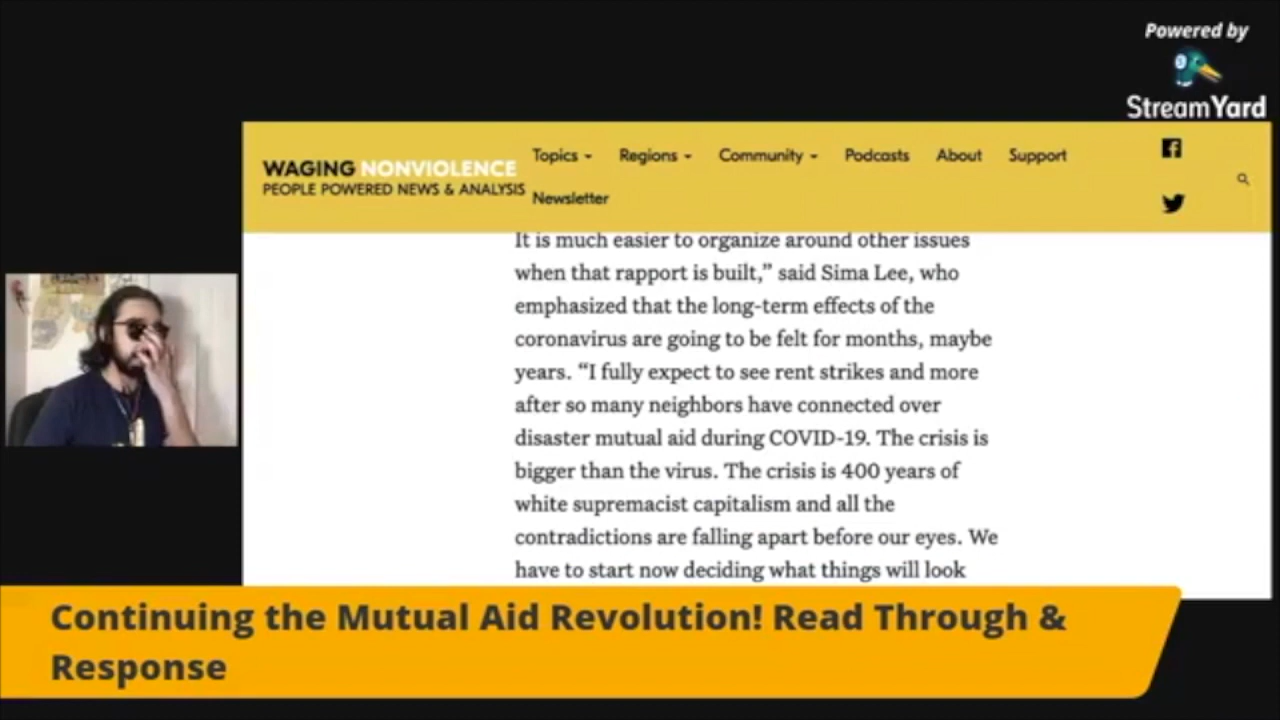 Powered by
StreamYard
WAGING NONVIOLENCE
PEOPLE POWERED NEWS & ANALYSIS
Topics Regions Community Podcasts About Support
Newsletter
It is much easier to organize around other issues
when that rapport is built,” said Sima Lee, who
emphasized that the long-term effects of the
coronavirus are going to be felt for months, maybe
years. “I fully expect to see rent strikes and more
after so many neighbors have connected over
disaster mutual aid during COVID-19. The crisis is
bigger than the virus. The crisis is 400 years of
white supremacist capitalism and all the
contradictions are falling apart before our eyes. We
have to start now deciding what things will look
Continuing the Mutual Aid Revolution! Read Through &
Response